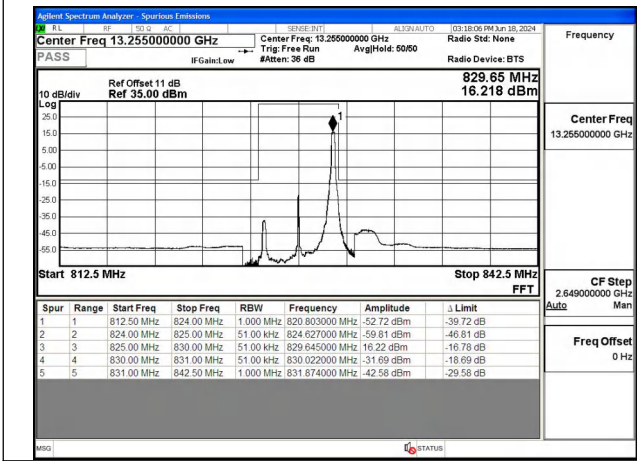 Agilent Spectrum Analyzer - Spurious Emissions
RL RF 50 Ω AC SENSE:INT ALIGN AUTO 03:18:06 PM Jun 18, 2024
Center Freq 13.255000000 GHz Center Freq: 13.255000000 GHz Radio Std: None
Trig: Free Run Avg|Hold: 50/50
PASS IFGain:Low #Atten: 36 dB Radio Device: BTS
Ref Offset 11 dB 829.65 MHz
10 dB/div Ref 35.00 dBm 16.218 dBm
Log
25.0
1
15.0
5.00
-5.00
-15.0
-25.0
-35.0
-45.0
-55.0
Start 812.5 MHz Stop 842.5 MHz
FFT
Spur Range Start Freq Stop Freq RBW Frequency Amplitude Δ Limit
1 1 812.50 MHz 824.00 MHz 1.000 MHz 820.803000 MHz -52.72 dBm -39.72 dB
2 2 824.00 MHz 825.00 MHz 51.00 kHz 824.627000 MHz -59.81 dBm -46.81 dB
3 3 825.00 MHz 830.00 MHz 51.00 kHz 829.645000 MHz 16.22 dBm -16.78 dB
4 4 830.00 MHz 831.00 MHz 51.00 kHz 830.022000 MHz -31.69 dBm -18.69 dB
5 5 831.00 MHz 842.50 MHz 1.000 MHz 831.874000 MHz -42.58 dBm -29.58 dB
MSG STATUS
Frequency
Center Freq
13.255000000 GHz
CF Step
2.649000000 GHz
Auto Man
Freq Offset
0 Hz